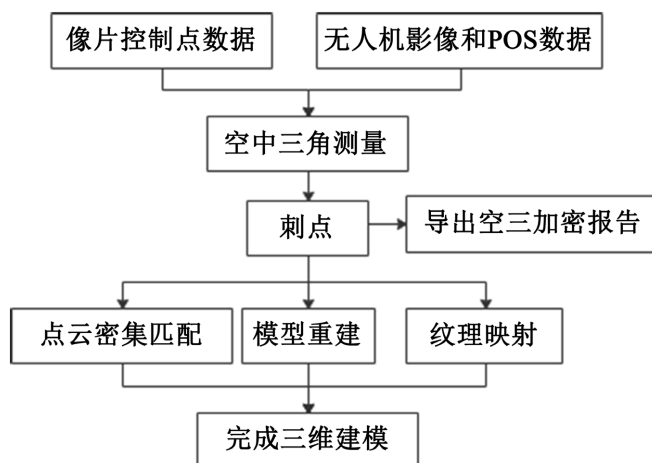 像片控制点数据
无人机影像和POS数据
空中三角测量
刺点
导出空三加密报告
点云密集匹配
模型重建
纹理映射
完成三维建模